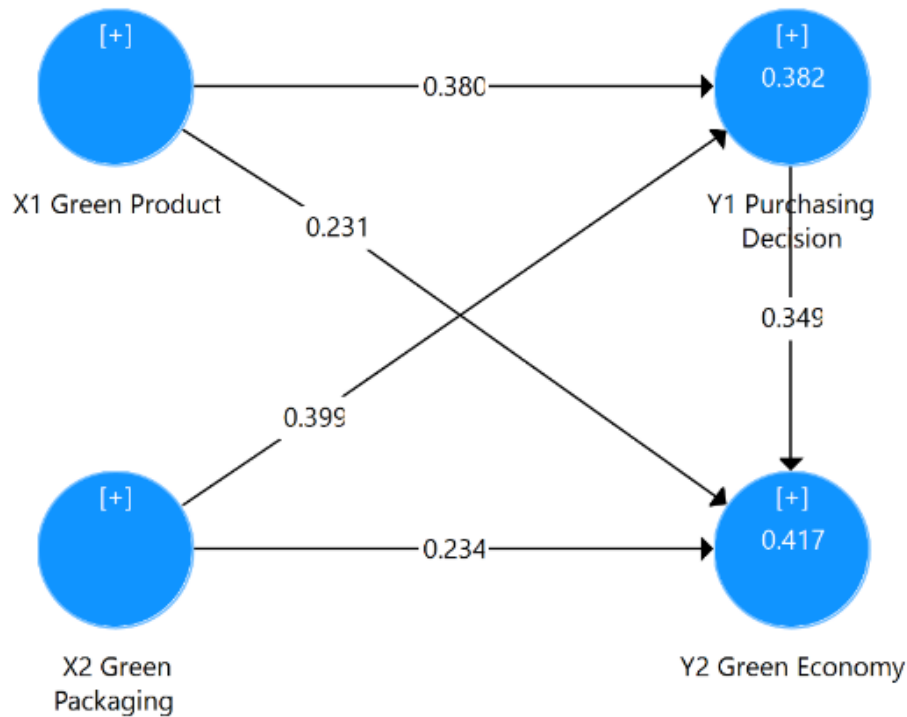 [+]
[+]
0.382
0.380
X1 Green Product
Y1 Purchasing
Decision
0.231
0.349
0.399
[+]
[+]
0.417
0.234
X2 Green
Packaging
Y2 Green Economy